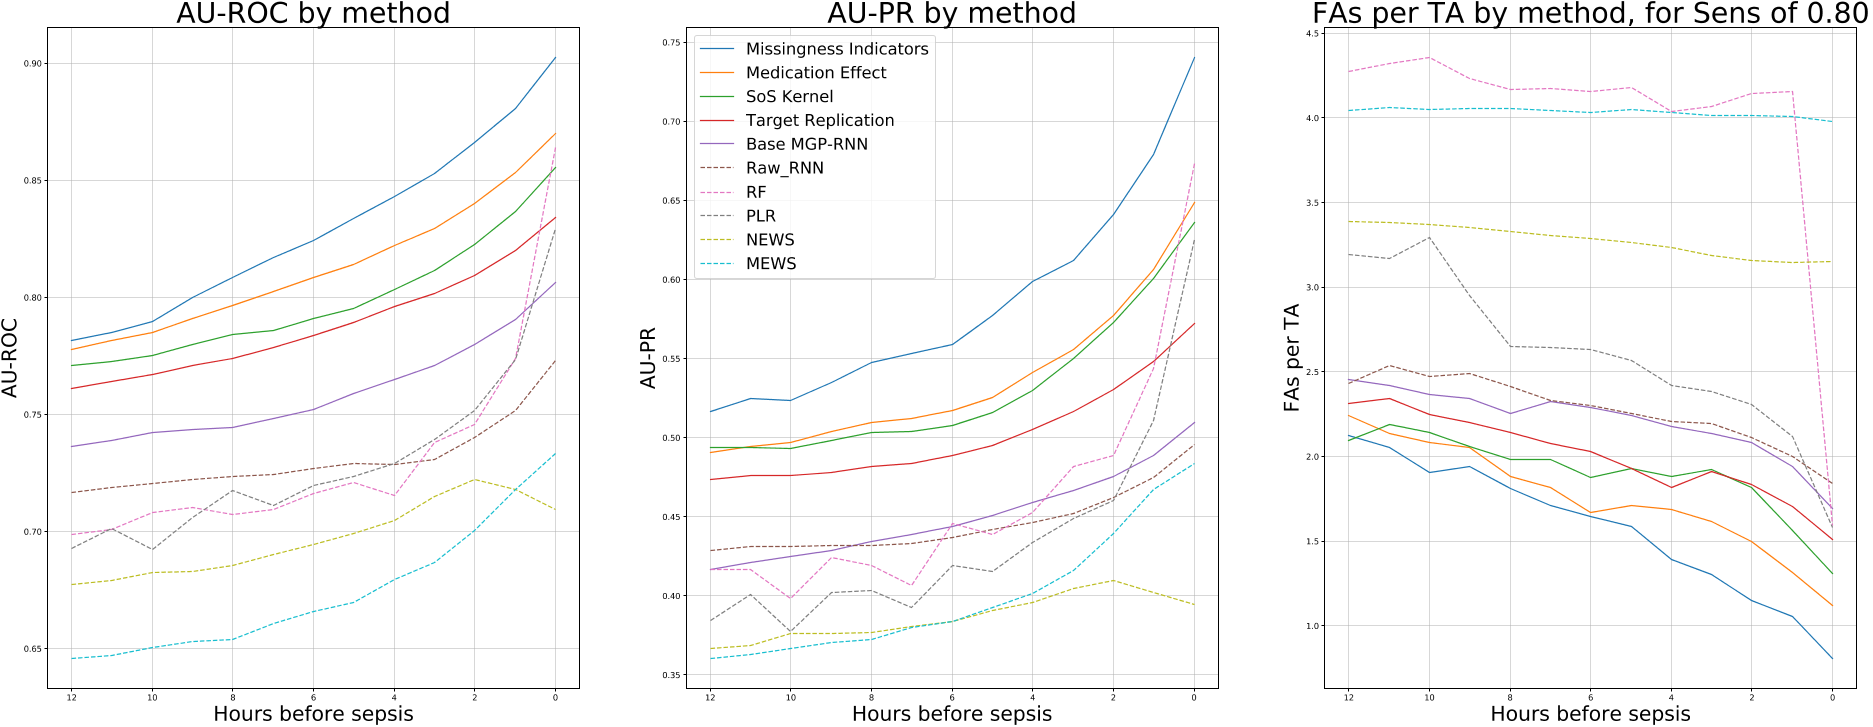 AU-ROC by method
0.90
0.85
0.80
0.75
0.70
0.65
AU-ROC
12 10 8 6 4 2 0
Hours before sepsis
AU-PR by method
0.75
0.70
0.65
0.60
0.55
0.50
0.45
0.40
0.35
AU-PR
Missingness Indicators
Medication Effect
SoS Kernel
Target Replication
Base MGP-RNN
Raw_RNN
RF
PLR
NEWS
MEWS
12 10 8 6 4 2 0
Hours before sepsis
FAs per TA by method, for Sens of 0.80
4.5
4.0
3.5
3.0
2.5
2.0
1.5
1.0
FAs per TA
12 10 8 6 4 2 0
Hours before sepsis